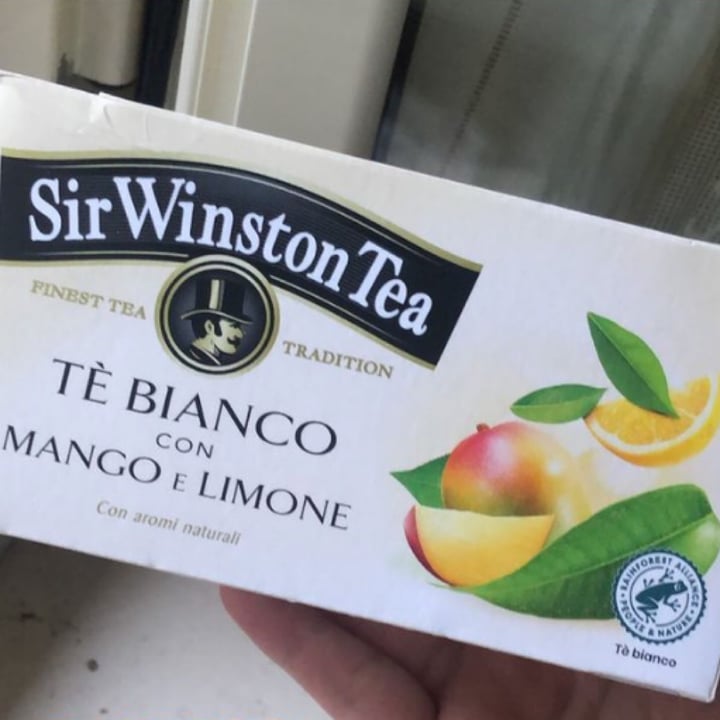 Sir Winston Tea
FINEST TEA
TRADITION
TÈ BIANCO
CON
MANGO E LIMONE
Con aromi naturali
RAINFOREST ALLIANCE
PEOPLE & NATURE
Tè bianco